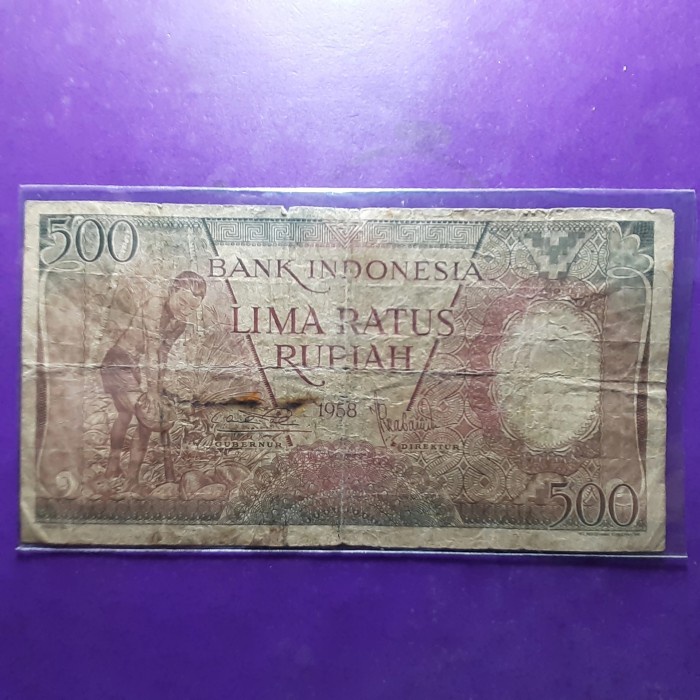 500
BANK INDONESIA
LIMA RATUS
RUPIAH
1958
GUBERNUR
DIREKTUR
500